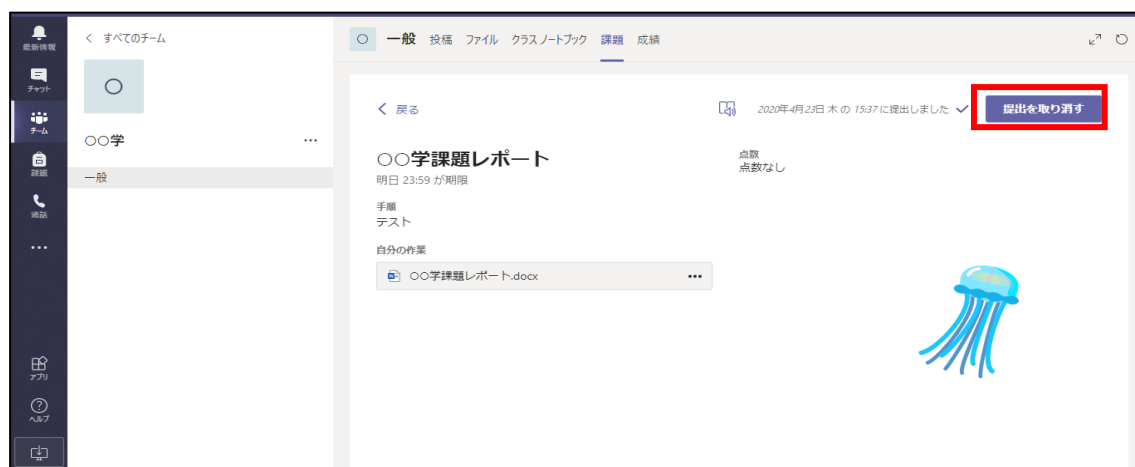 最新情報
チャット
チーム
課題
通話
アプリ
ヘルプ
すべてのチーム
〇〇学
一般
一般 投稿 ファイル クラス ノートブック 課題 成績
戻る
2020年4月23日 木 の 15:37 に提出しました
提出を取り消す
〇〇学課題レポート
明日 23:59 が期限
点数
点数なし
手順
テスト
自分の作業
〇〇学課題レポート.docx